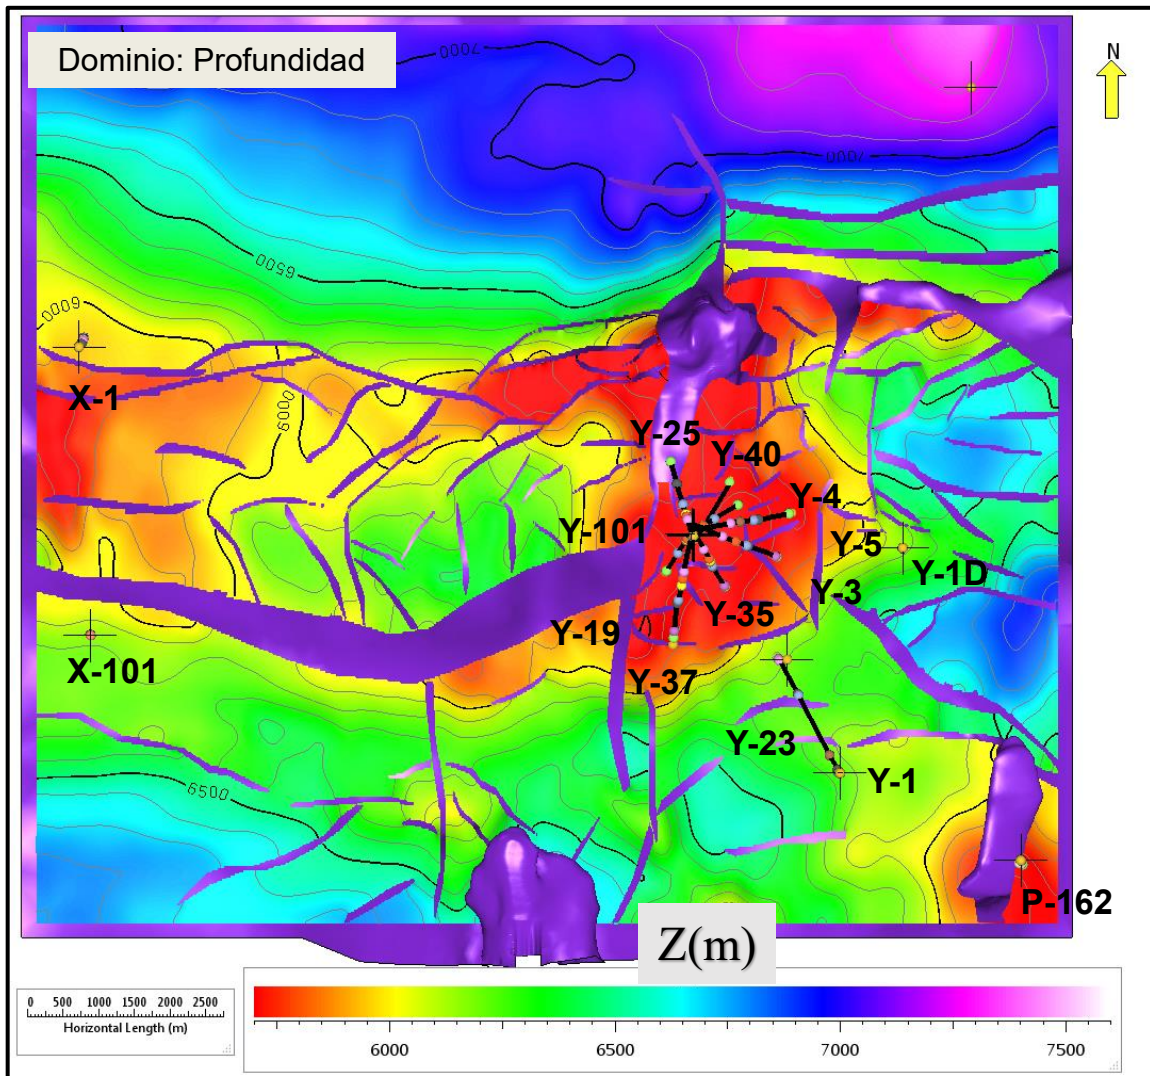 Dominio: Profundidad
N
7000
7000
6500
6000
X-1
6000
Y-25
Y-40
Y-4
Y-101
Y-5
Y-1D
Y-3
Y-35
Y-19
X-101
Y-37
Y-23
Y-1
6500
P-162
Z(m)
0 500 1000 1500 2000 2500
Horizontal Length (m)
6000 6500 7000 7500